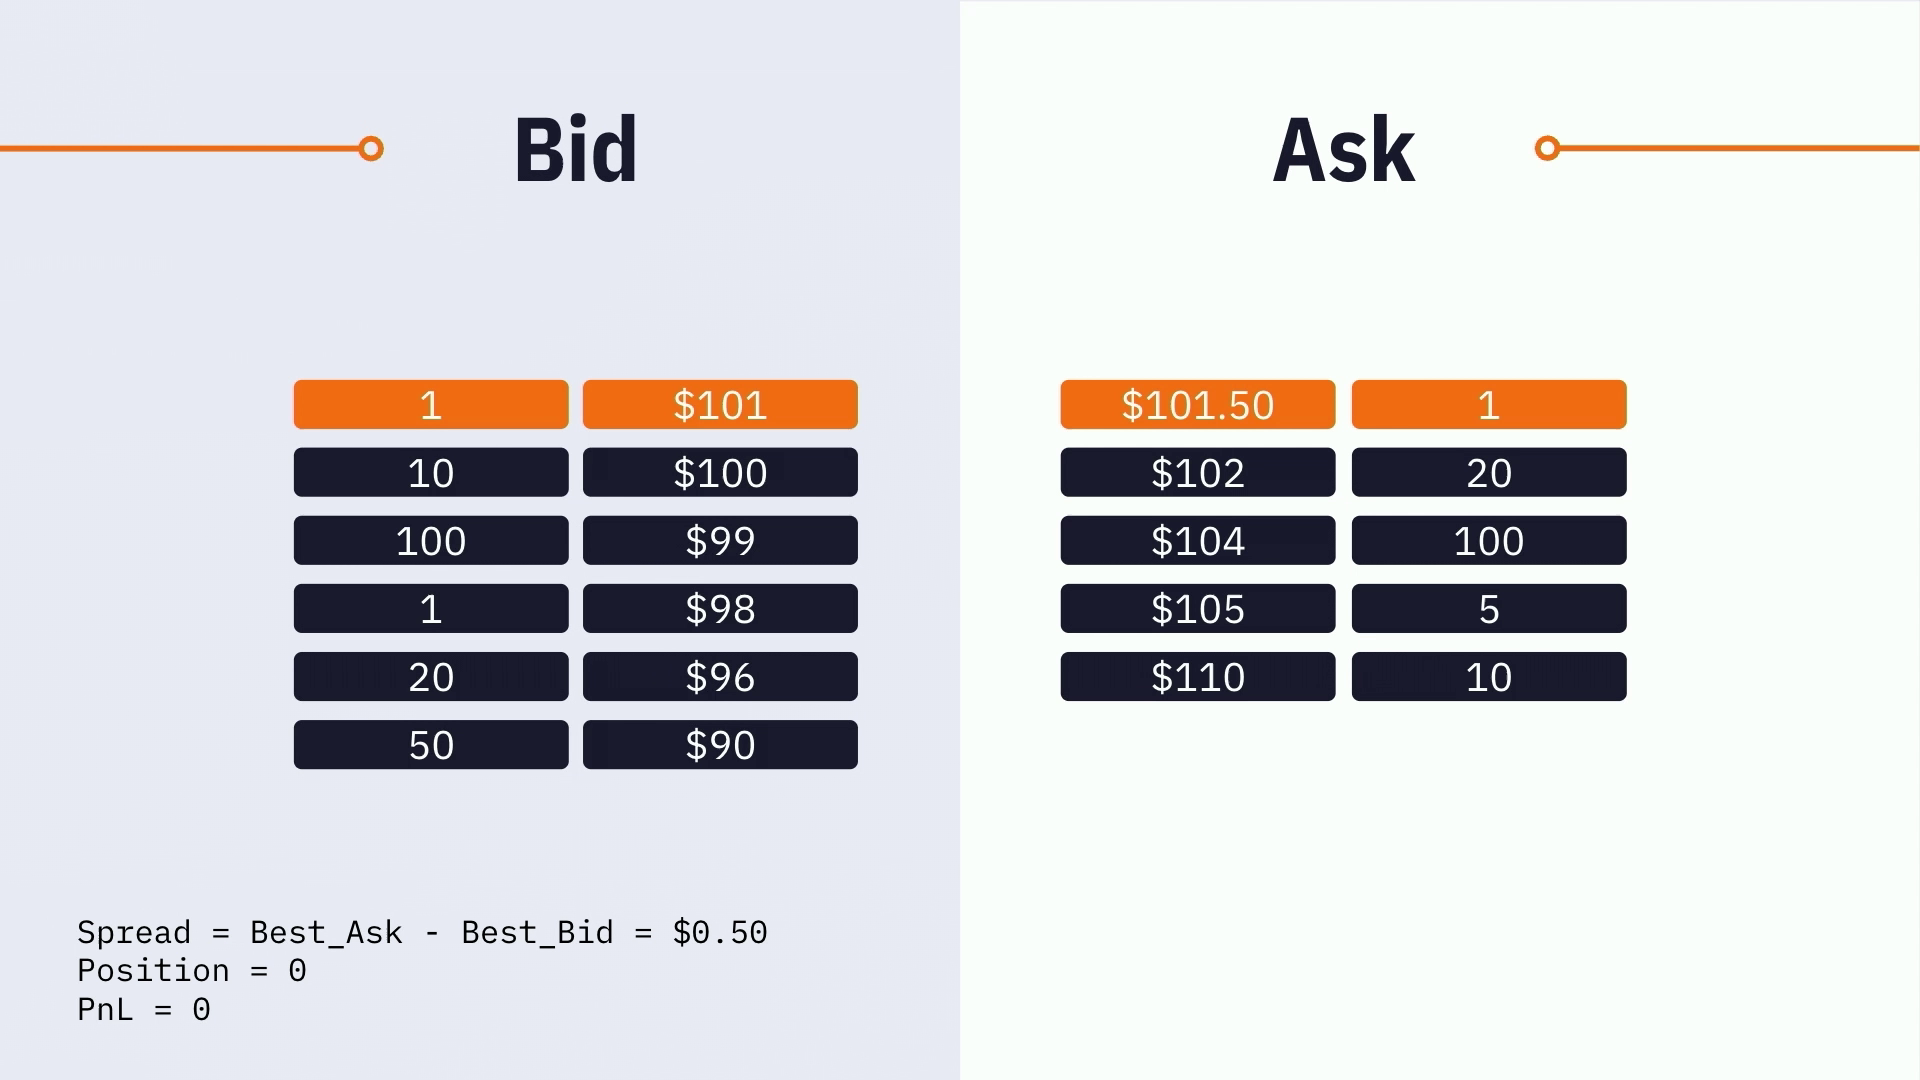 Bid
Ask
1 $101
10 $100
100 $99
1 $98
20 $96
50 $90
$101.50 1
$102 20
$104 100
$105 5
$110 10
Spread = Best_Ask - Best_Bid = $0.50
Position = 0
PnL = 0